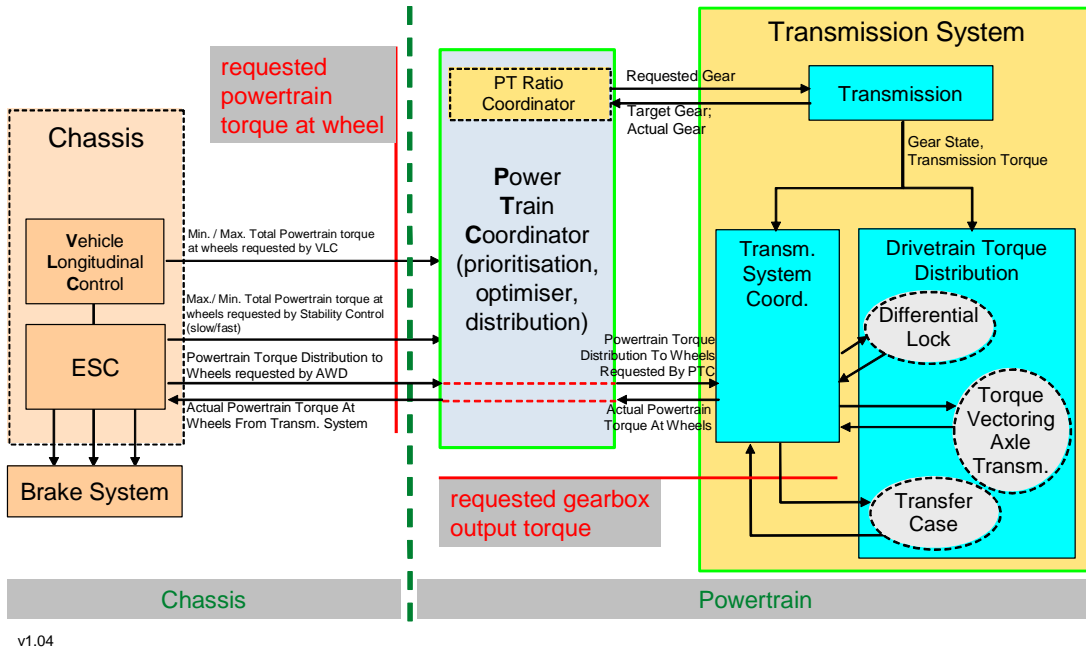 Transmission System
requested
powertrain
torque at wheel
PT Ratio
Coordinator
Requested Gear
Target Gear;
Actual Gear
Transmission
Gear State,
Transmission Torque
Chassis
Vehicle
Longitudinal
Control
Min. / Max. Total Powertrain torque
at wheels requested by VLC
Power
Train
Coordinator
(prioritisation,
optimiser,
distribution)
Transm.
System
Coord.
Drivetrain Torque
Distribution
Differential
Lock
Max./ Min. Total Powertrain torque at
wheels requested by Stability Control
(slow/fast)
ESC
Powertrain Torque Distribution to
Wheels requested by AWD
Powertrain Torque
Distribution To Wheels
Requested By PTC
Actual Powertrain Torque At
Wheels From Transm. System
Actual Powertrain
Torque At Wheels
Torque
Vectoring
Axle
Transm.
Brake System
requested gearbox
output torque
Transfer
Case
Chassis
Powertrain
v1.04